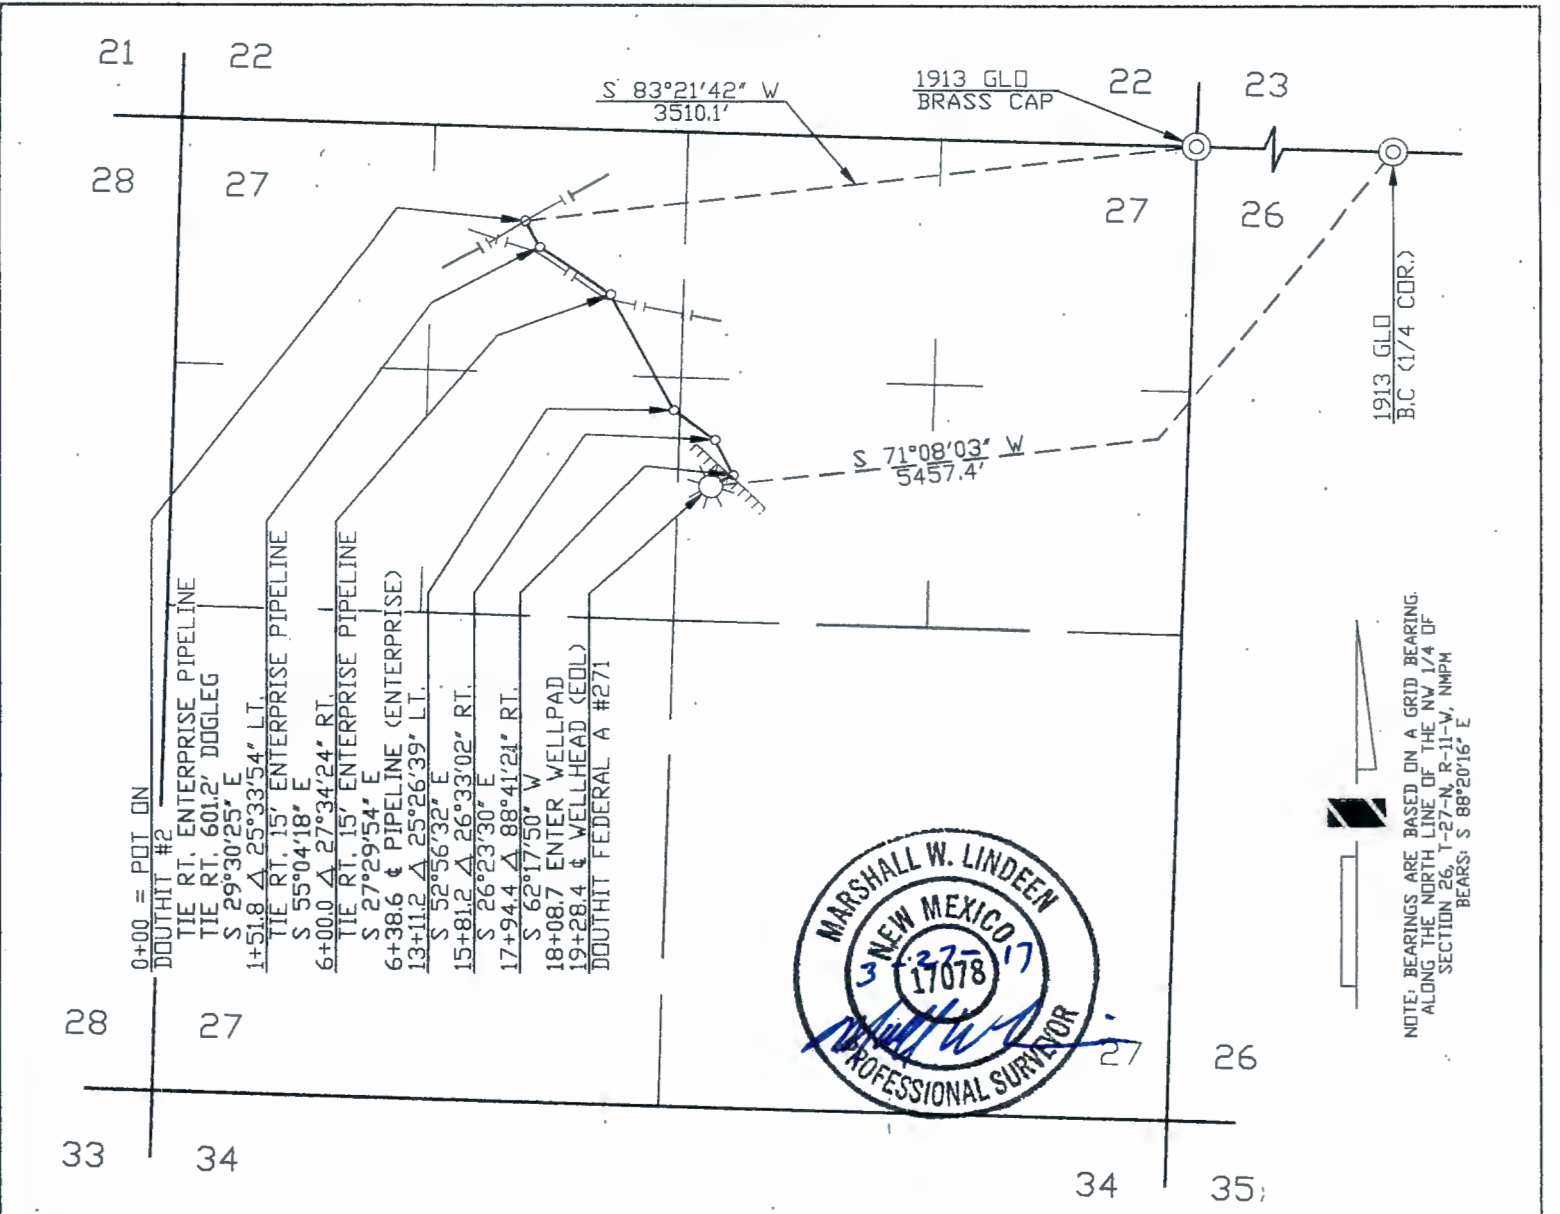 21 22
S 83°21'42" W
3510.1'
1913 GLO
BRASS CAP
22 23
28 27
27 26
1913 GLO
B.C (1/4 COR.)
S 71°08'03" W
5457.4'
0+00 = POT ON
DOUTHIT #2
TIE RT. ENTERPRISE PIPELINE
TIE RT. 601.2' DOGLEG
S 29°30'25" E
1+51.8 △ 25°33'54" LT.
TIE RT. 15' ENTERPRISE PIPELINE
S 55°04'18" E
6+00.0 △ 27°34'24" RT.
TIE RT. 15' ENTERPRISE PIPELINE
S 27°29'54" E
6+38.6 ℄ PIPELINE (ENTERPRISE)
13+11.2 △ 25°26'39" LT.
S 52°56'32" E
15+81.2 △ 26°33'02" RT.
S 26°23'30" E
17+94.4 △ 88°41'21" RT.
S 62°17'50" W
18+08.7 ENTER WELLPAD
19+28.4 ℄ WELLHEAD (EOL)
DOUTHIT FEDERAL A #271
NOTE: BEARINGS ARE BASED ON A GRID BEARING.
ALONG THE NORTH LINE OF THE NW 1/4 OF
SECTION 26, T-27-N, R-11-W, NMPM
BEARS: S 88°20'16" E
MARSHALL W. LINDEEN
NEW MEXICO
3-27-17
17078
PROFESSIONAL SURVEYOR
28 27
27 26
33 34
34 35